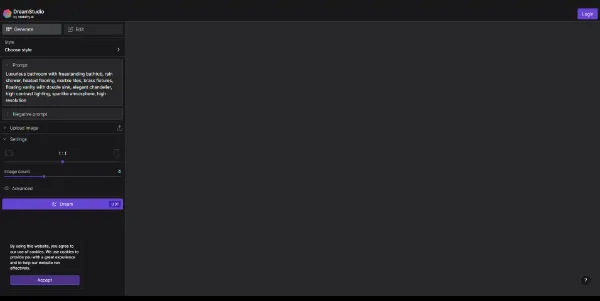 DreamStudio
by stability.ai
Login
Generate
Edit
Style
Choose style
Prompt
Luxurious bathroom with freestanding bathtub, rain
shower, heated flooring, marble tiles, brass fixtures,
floating vanity with double sink, elegant chandelier,
high contrast lighting, spa-like atmosphere, high
resolution
Negative prompt
Upload image
Settings
1:1
Image count
Advanced
Dream
By using this website, you agree to
our use of cookies. We use cookies to
provide you with a great experience
and to help our website run
effectively.
Accept
?